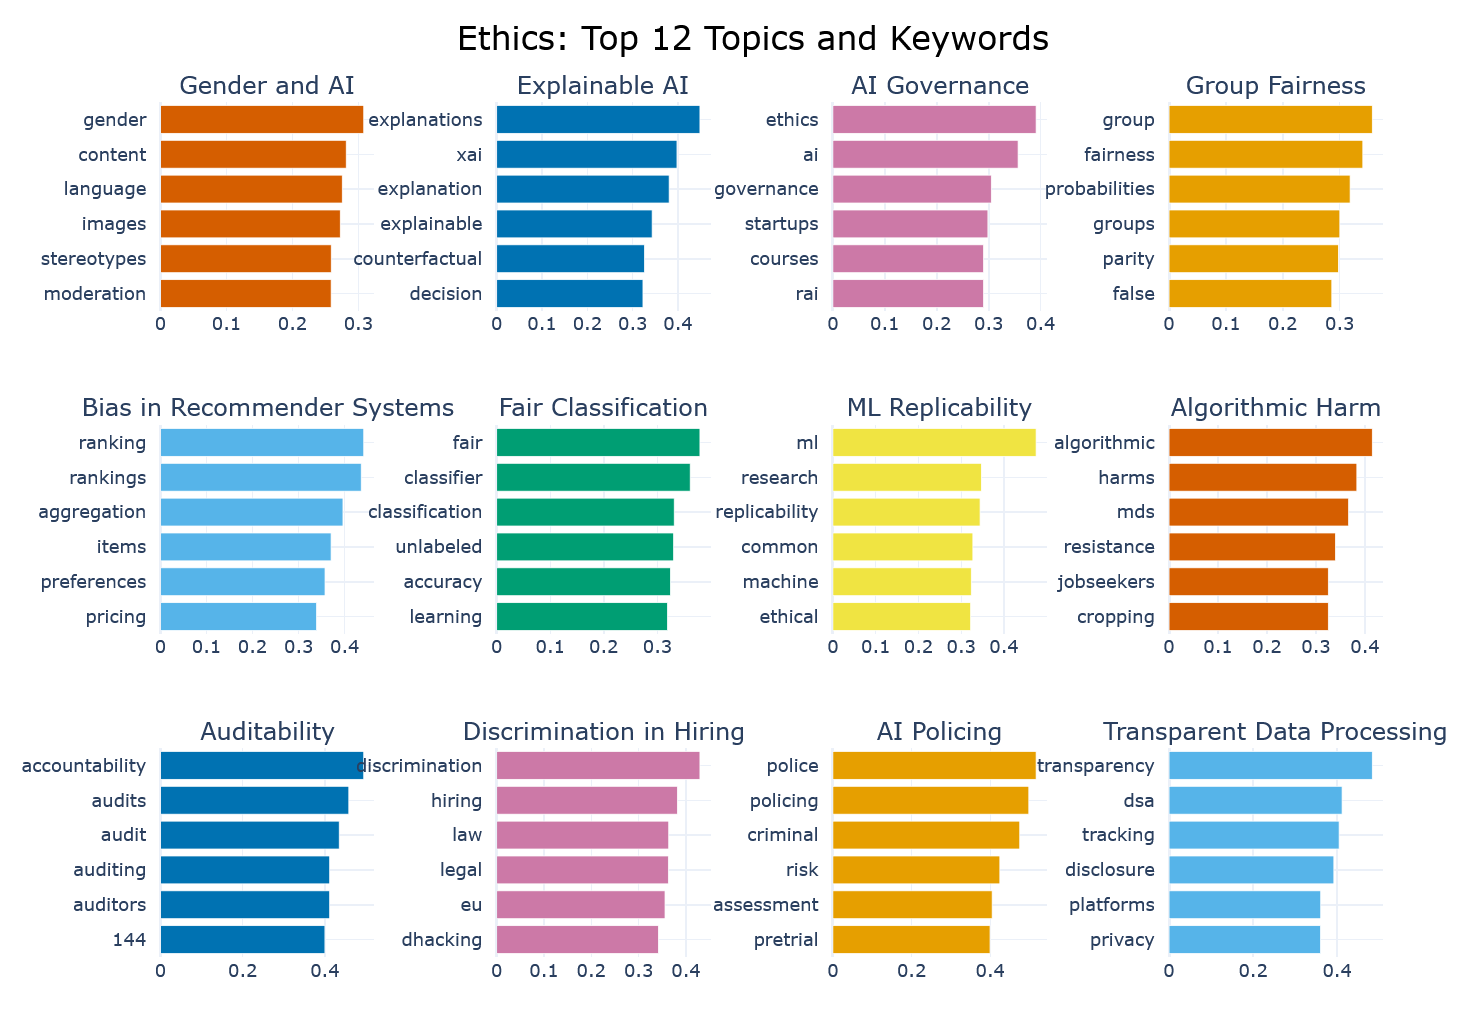 Ethics: Top 12 Topics and Keywords
Gender and AI
gender
content
language
images
stereotypes
moderation
0 0.1 0.2 0.3
Explainable AI
explanations
xai
explanation
explainable
counterfactual
decision
0 0.1 0.2 0.3 0.4
AI Governance
ethics
ai
governance
startups
courses
rai
0 0.1 0.2 0.3 0.4
Group Fairness
group
fairness
probabilities
groups
parity
false
0 0.1 0.2 0.3
Bias in Recommender Systems
ranking
rankings
aggregation
items
preferences
pricing
0 0.1 0.2 0.3 0.4
Fair Classification
fair
classifier
classification
unlabeled
accuracy
learning
0 0.1 0.2 0.3
ML Replicability
ml
research
replicability
common
machine
ethical
0 0.1 0.2 0.3 0.4
Algorithmic Harm
algorithmic
harms
mds
resistance
jobseekers
cropping
0 0.1 0.2 0.3 0.4
Auditability
accountability
audits
audit
auditing
auditors
144
0 0.2 0.4
Discrimination in Hiring
discrimination
hiring
law
legal
eu
dhacking
0 0.1 0.2 0.3 0.4
AI Policing
police
policing
criminal
risk
assessment
pretrial
0 0.2 0.4
Transparent Data Processing
transparency
dsa
tracking
disclosure
platforms
privacy
0 0.2 0.4